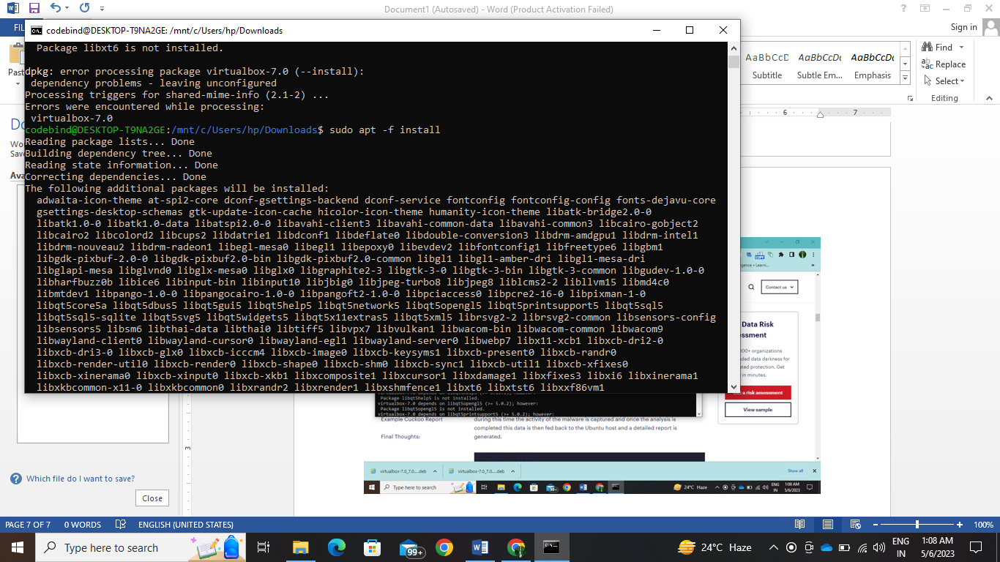 Document1 (Autosaved) - Word (Product Activation Failed)
FIL
Sign in
codebind@DESKTOP-T9NA2GE: /mnt/c/Users/hp/Downloads
Past
AaBbCcD
AaBbCcDc
AaBbCcDc
Subtitle
Subtle Em...
Emphasis
Find
Replace
Select
Editing
6
7
Package libxt6 is not installed.
dpkg: error processing package virtualbox-7.0 (--install):
dependency problems - leaving unconfigured
Processing triggers for shared-mime-info (2.1-2) ...
Errors were encountered while processing:
virtualbox-7.0
codebind@DESKTOP-T9NA2GE:/mnt/c/Users/hp/Downloads$ sudo apt -f install
Reading package lists... Done
Building dependency tree... Done
Reading state information... Done
Correcting dependencies... Done
The following additional packages will be installed:
adwaita-icon-theme at-spi2-core dconf-gsettings-backend dconf-service fontconfig fontconfig-config fonts-dejavu-core
gsettings-desktop-schemas gtk-update-icon-cache hicolor-icon-theme humanity-icon-theme libatk-bridge2.0-0
libatk1.0-0 libatk1.0-data libatspi2.0-0 libavahi-client3 libavahi-common-data libavahi-common3 libcairo-gobject2
libcairo2 libcolord2 libcups2 libdatrie1 libdconf1 libdeflate0 libdouble-conversion3 libdrm-amdgpu1 libdrm-intel1
libdrm-nouveau2 libdrm-radeon1 libegl-mesa0 libegl1 libepoxy0 libevdev2 libfontconfig1 libfreetype6 libgbm1
libgdk-pixbuf-2.0-0 libgdk-pixbuf2.0-bin libgdk-pixbuf2.0-common libgl1 libgl1-amber-dri libgl1-mesa-dri
libglapi-mesa libglvnd0 libglx-mesa0 libglx0 libgraphite2-3 libgtk-3-0 libgtk-3-bin libgtk-3-common libgudev-1.0-0
libharfbuzz0b libice6 libinput-bin libinput10 libjbig0 libjpeg-turbo8 libjpeg8 liblcms2-2 libllvm15 libmd4c0
libmtdev1 libpango-1.0-0 libpangocairo-1.0-0 libpangoft2-1.0-0 libpciaccess0 libpcre2-16-0 libpixman-1-0
libqt5core5a libqt5dbus5 libqt5gui5 libqt5help5 libqt5network5 libqt5opengl5 libqt5printsupport5 libqt5sql5
libqt5sql5-sqlite libqt5svg5 libqt5widgets5 libqt5x11extras5 libqt5xml5 librsvg2-2 librsvg2-common libsensors-config
libsensors5 libsm6 libthai-data libthai0 libtiff5 libvpx7 libvulkan1 libwacom-bin libwacom-common libwacom9
libwayland-client0 libwayland-cursor0 libwayland-egl1 libwayland-server0 libwebp7 libx11-xcb1 libxcb-dri2-0
libxcb-dri3-0 libxcb-glx0 libxcb-icccm4 libxcb-image0 libxcb-keysyms1 libxcb-present0 libxcb-randr0
libxcb-render-util0 libxcb-render0 libxcb-shape0 libxcb-shm0 libxcb-sync1 libxcb-util1 libxcb-xfixes0
libxcb-xinerama0 libxcb-xinput0 libxcb-xkb1 libxcomposite1 libxcursor1 libxdamage1 libxfixes3 libxi6 libxinerama1
libxkbcommon-x11-0 libxkbcommon0 libxrandr2 libxrender1 libxshmfence1 libxt6 libxtst6 libxxf86vm1
Contact us
Data Risk
Assessment
000+ organizations
protected. Get
in minutes.
a risk assessment
View sample
Package libqt5help5 is not installed.
virtualbox-7.0 depends on libqt5opengl5 (>= 5.0.2); however:
Package libqt5opengl5 is not installed.
virtualbox-7.0 depends on libqt5printsupport5 (>= 5.0.2); however:
Example Cuckoo Report
Final Thoughts:
during this time the activity of the malware is captured and once the analysis is
completed this data is then fed back to the Ubuntu host and a detailed report is
generated.
virtualbox-7.0_7.0....deb
virtualbox-7.0_7.0....deb
Show all
Type here to search
99+
24°C Haze
ENG
IN
1:08 AM
5/6/2023
3
Which file do I want to save?
Close
PAGE 7 OF 7
0 WORDS
ENGLISH (UNITED STATES)
100%
Type here to search
99+
24°C Haze
ENG
IN
1:08 AM
5/6/2023